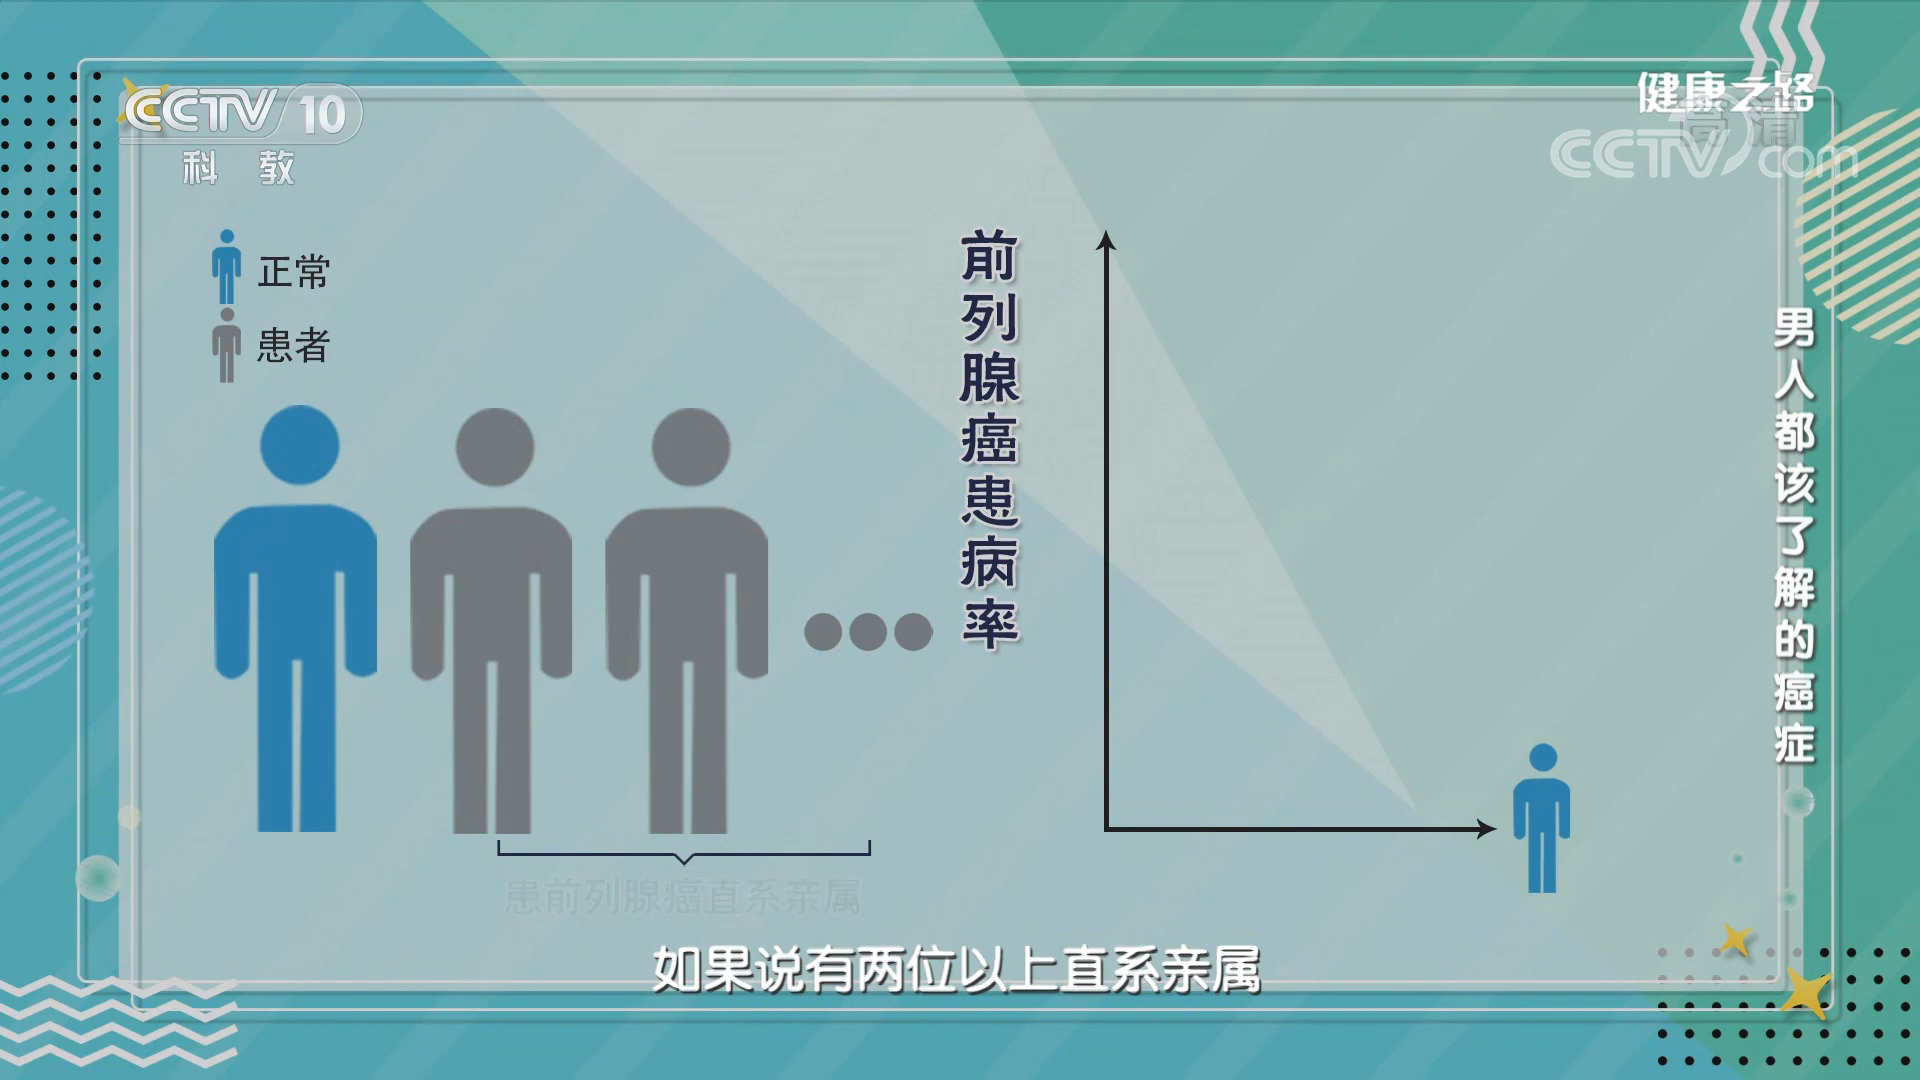 CCTV 10
科教
健康之路
高清
CCTV.com
正常
患者
前列腺癌患病率
男人都该了解的癌症
患前列腺癌直系亲属
如果说有两位以上直系亲属